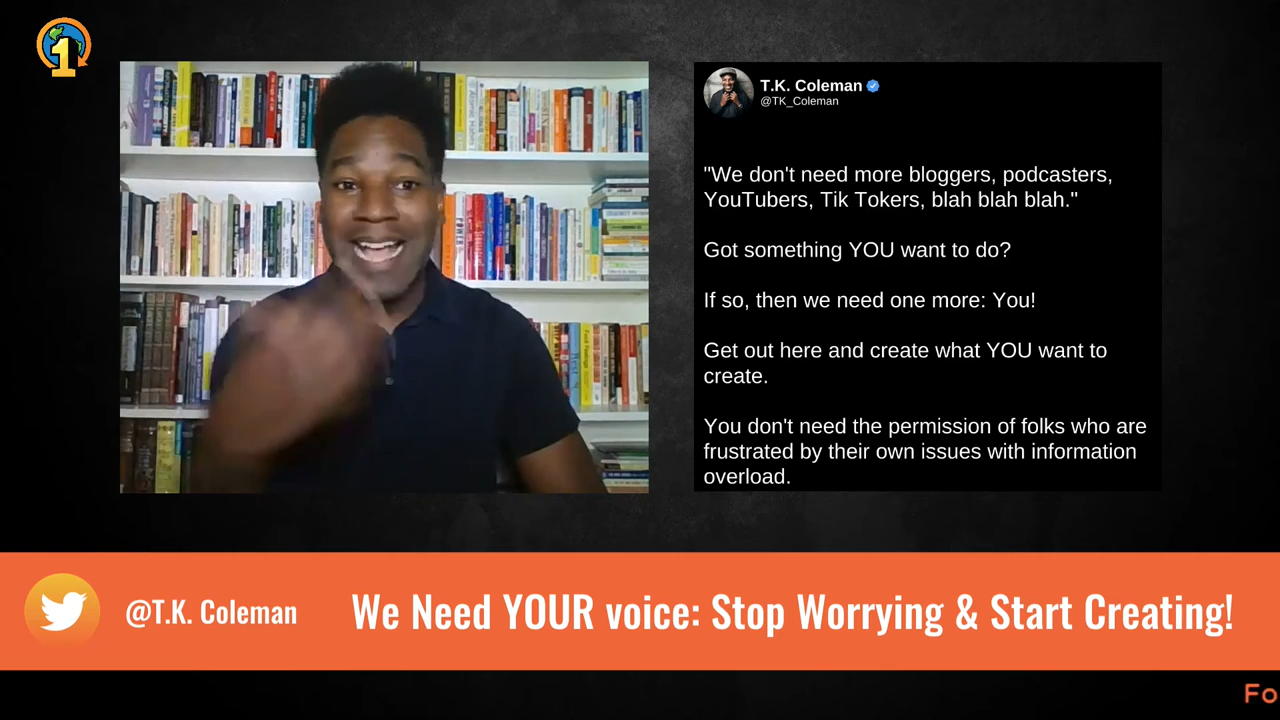 1
T.K. Coleman
@TK_Coleman
"We don't need more bloggers, podcasters,
YouTubers, Tik Tokers, blah blah blah."
Got something YOU want to do?
If so, then we need one more: You!
Get out here and create what YOU want to
create.
You don't need the permission of folks who are
frustrated by their own issues with information
overload.
@T.K. Coleman
We Need YOUR voice: Stop Worrying & Start Creating!
Fo